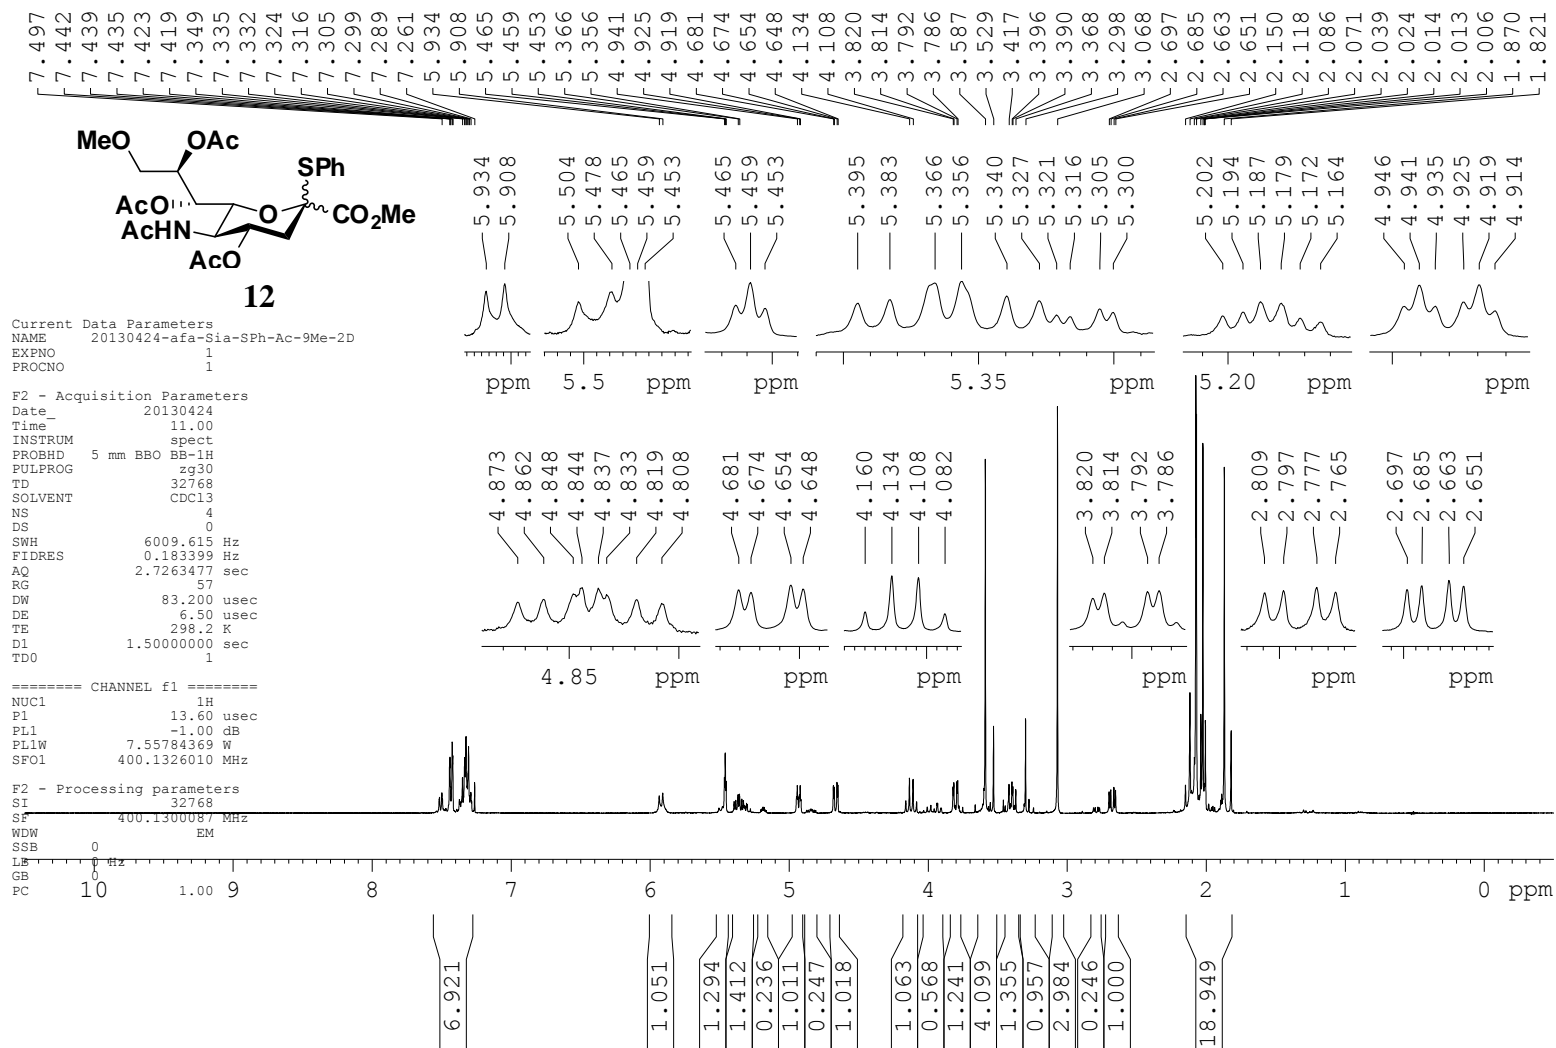 7.497 7.442 7.439 7.435 7.423 7.419 7.349 7.335 7.332 7.324 7.316 7.305 7.299 7.289 7.261 5.934 5.908 5.465 5.459 5.453 5.366 5.356 4.941 4.925 4.919 4.681 4.674 4.654 4.648 4.134 4.108 3.820 3.814 3.792 3.786 3.587 3.529 3.417 3.396 3.390 3.368 3.298 3.068 2.697 2.685 2.663 2.651 2.150 2.118 2.086 2.071 2.039 2.024 2.014 2.013 2.006 1.870 1.821
MeO OAc
SPh
AcO O CO2Me
AcHN
AcO
12
5.934 5.908
5.504 5.478 5.465 5.459 5.453
5.465 5.459 5.453
5.395 5.383 5.366 5.356 5.340 5.327 5.321 5.316 5.305 5.300
5.202 5.194 5.187 5.179 5.172 5.164
4.946 4.941 4.935 4.925 4.919 4.914
ppm 5.5 ppm ppm 5.35 ppm 5.20 ppm ppm
Current Data Parameters
NAME 20130424-afa-Sia-SPh-Ac-9Me-2D
EXPNO 1
PROCNO 1
F2 - Acquisition Parameters
Date_ 20130424
Time 11.00
INSTRUM spect
PROBHD 5 mm BBO BB-1H
PULPROG zg30
TD 32768
SOLVENT CDCl3
NS 4
DS 0
SWH 6009.615 Hz
FIDRES 0.183399 Hz
AQ 2.7263477 sec
RG 57
DW 83.200 usec
DE 6.50 usec
TE 298.2 K
D1 1.50000000 sec
TD0 1
======== CHANNEL f1 ========
NUC1 1H
P1 13.60 usec
PL1 -1.00 dB
PL1W 7.55784369 W
SFO1 400.1326010 MHz
F2 - Processing parameters
SI 32768
SF 400.1300087 MHz
WDW EM
SSB 0
LB 0 Hz
GB 0
PC 1.00
4.873 4.862 4.848 4.844 4.837 4.833 4.819 4.808
4.681 4.674 4.654 4.648
4.160 4.134 4.108 4.082
3.820 3.814 3.792 3.786
2.809 2.797 2.777 2.765
2.697 2.685 2.663 2.651
4.85 ppm ppm ppm ppm ppm ppm
10 9 8 7 6 5 4 3 2 1 0 ppm
6.921 1.051 1.294 1.412 0.236 1.011 0.247 1.018 1.063 0.568 1.241 4.099 1.355 0.957 2.984 0.246 1.000 18.949